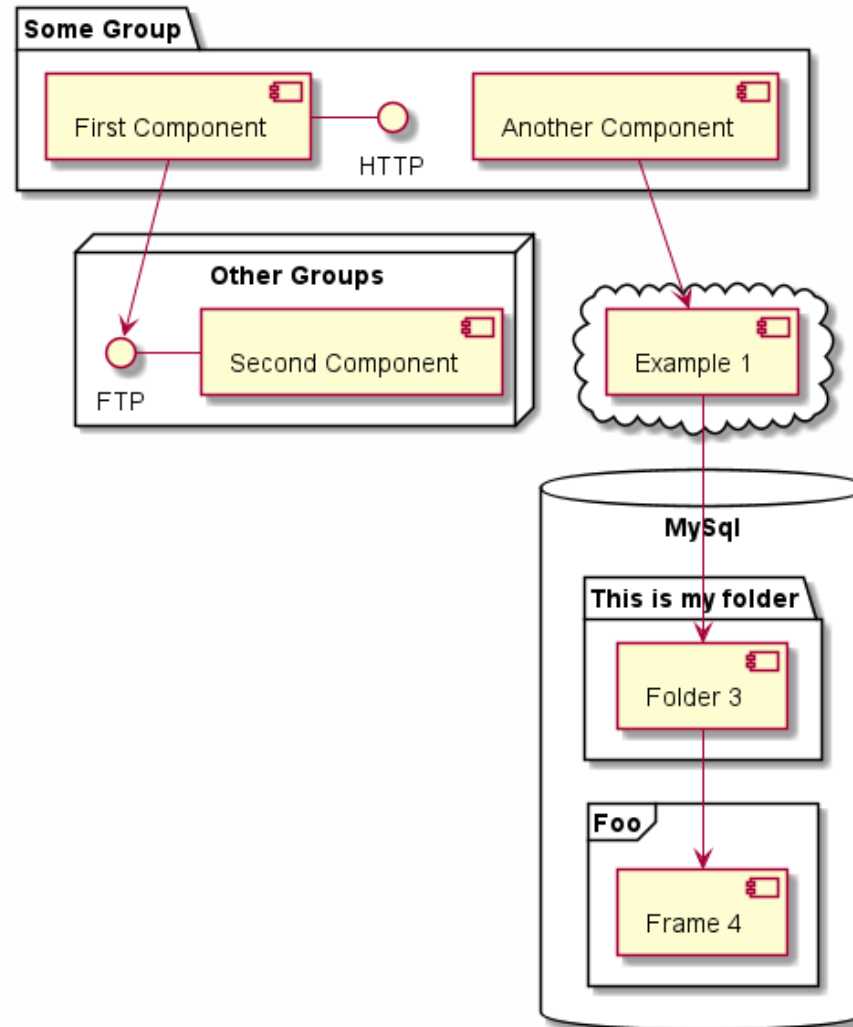 Some Group
First Component
HTTP
Another Component
Other Groups
FTP
Second Component
Example 1
MySql
This is my folder
Folder 3
Foo
Frame 4